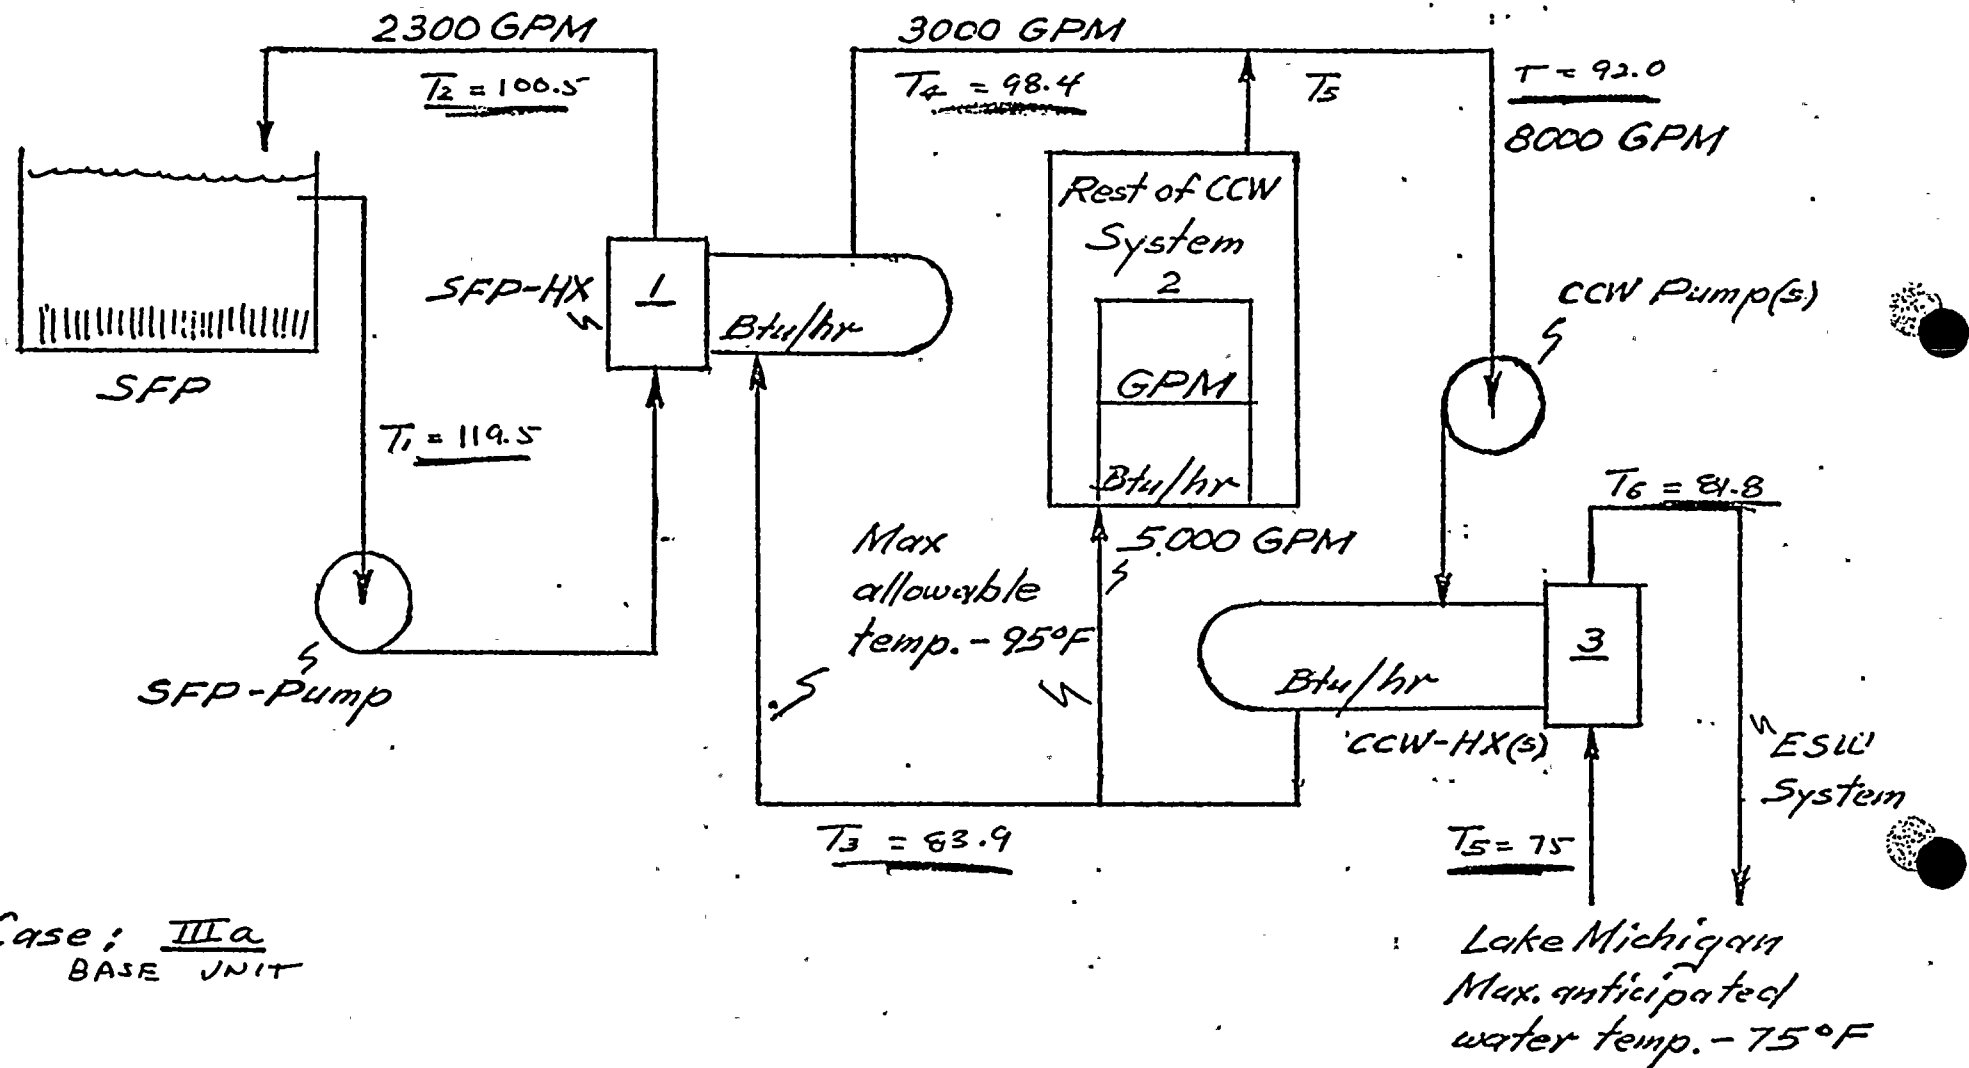 2300 GPM
T2 = 100.5
3000 GPM
T4 = 98.4
T5
T = 92.0
8000 GPM
Rest of CCW
System
2
GPM
Btu/hr
SFP-HX
1
Btu/hr
CCW Pump(s)
SFP
T1 = 119.5
T6 = 81.8
5000 GPM
Max
allowable
temp. - 95°F
SFP-Pump
3
Btu/hr
CCW-HX(s)
ESW
System
T3 = 83.9
T5 = 75
Case: IIIa
BASE UNIT
Lake Michigan
Max. anticipated
water temp. - 75°F